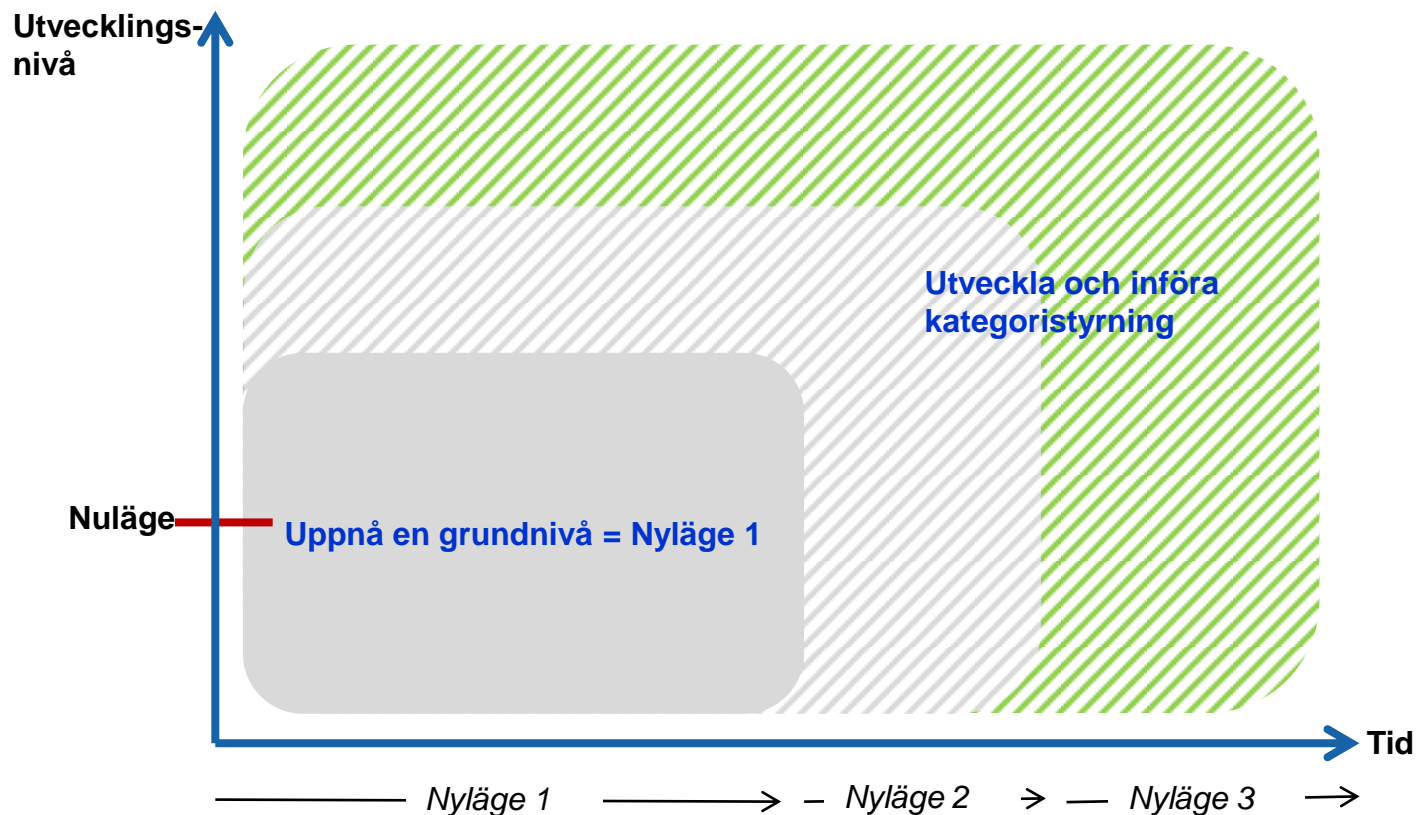 Utvecklings-
nivå
Utveckla och införa
kategoristyrning
Nuläge
Uppnå en grundnivå = Nyläge 1
Tid
Nyläge 1
Nyläge 2
Nyläge 3